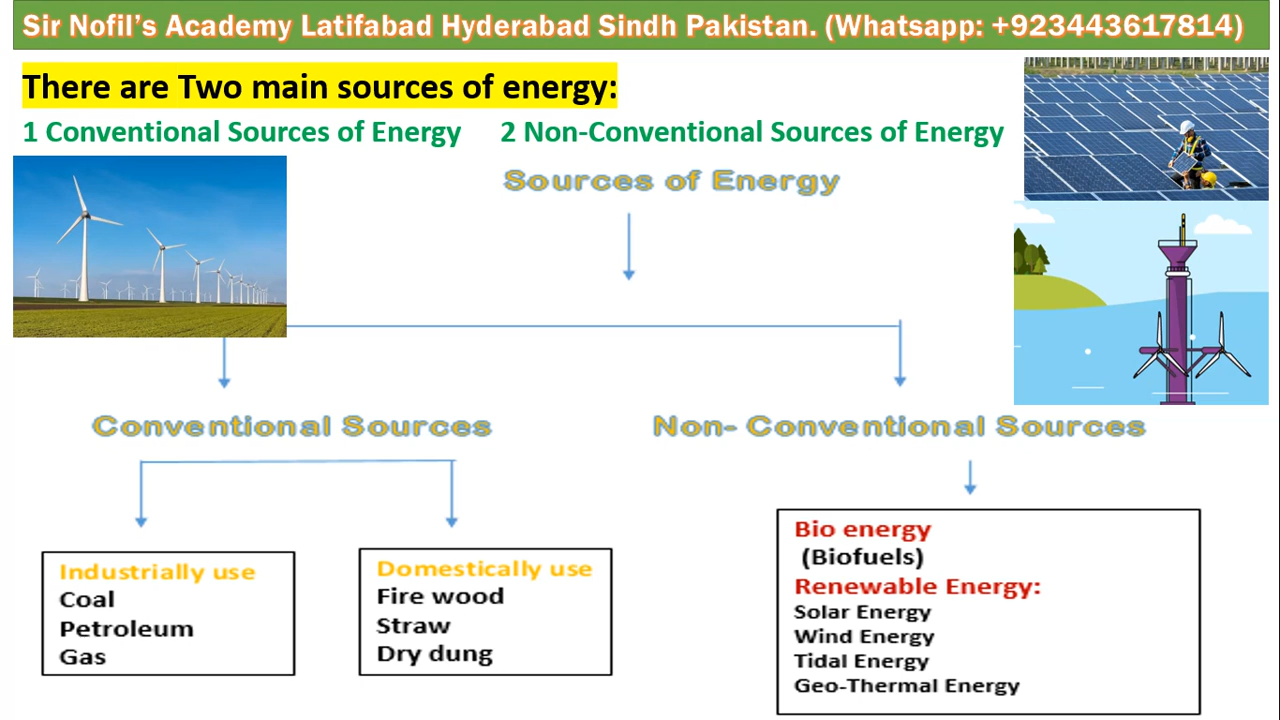 Sir Nofil's Academy Latifabad Hyderabad Sindh Pakistan. (Whatsapp: +923443617814)
There are Two main sources of energy:
1 Conventional Sources of Energy 2 Non-Conventional Sources of Energy
Sources of Energy
Conventional Sources
Non- Conventional Sources
Industrially use
Coal
Petroleum
Gas
Domestically use
Fire wood
Straw
Dry dung
Bio energy
(Biofuels)
Renewable Energy:
Solar Energy
Wind Energy
Tidal Energy
Geo-Thermal Energy